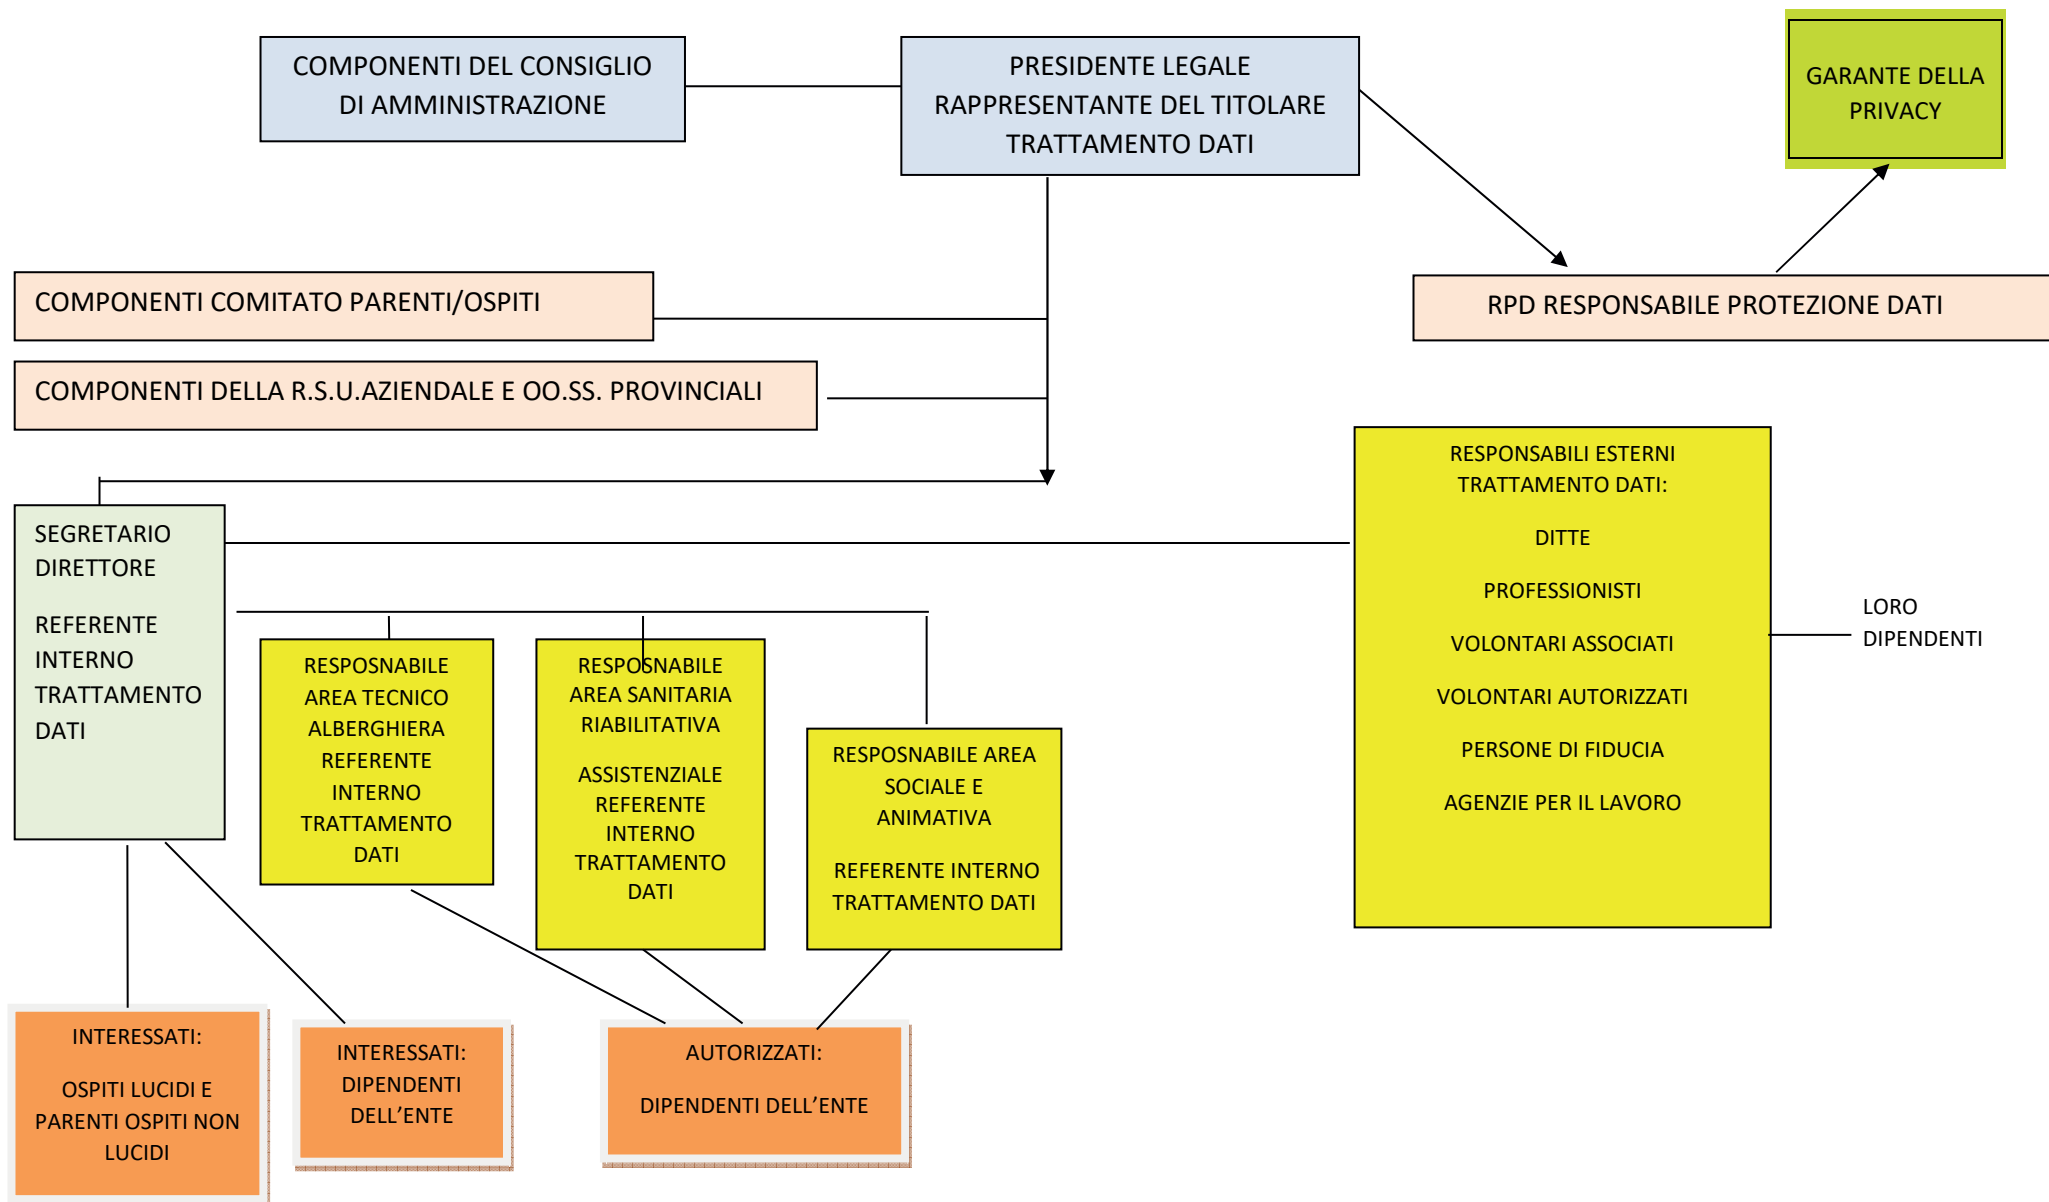 COMPONENTI DEL CONSIGLIO
DI AMMINISTRAZIONE
PRESIDENTE LEGALE
RAPPRESENTANTE DEL TITOLARE
TRATTAMENTO DATI
GARANTE DELLA
PRIVACY
COMPONENTI COMITATO PARENTI/OSPITI
RPD RESPONSABILE PROTEZIONE DATI
COMPONENTI DELLA R.S.U.AZIENDALE E OO.SS. PROVINCIALI
SEGRETARIO
DIRETTORE
REFERENTE
INTERNO
TRATTAMENTO
DATI
RESPOSNABILE
AREA TECNICO
ALBERGHIERA
REFERENTE
INTERNO
TRATTAMENTO
DATI
RESPOSNABILE
AREA SANITARIA
RIABILITATIVA
ASSISTENZIALE
REFERENTE
INTERNO
TRATTAMENTO
DATI
RESPOSNABILE AREA
SOCIALE E
ANIMATIVA
REFERENTE INTERNO
TRATTAMENTO DATI
RESPONSABILI ESTERNI
TRATTAMENTO DATI:
DITTE
PROFESSIONISTI
VOLONTARI ASSOCIATI
VOLONTARI AUTORIZZATI
PERSONE DI FIDUCIA
AGENZIE PER IL LAVORO
LORO
DIPENDENTI
INTERESSATI:
OSPITI LUCIDI E
PARENTI OSPITI NON
LUCIDI
INTERESSATI:
DIPENDENTI
DELL’ENTE
AUTORIZZATI:
DIPENDENTI DELL’ENTE